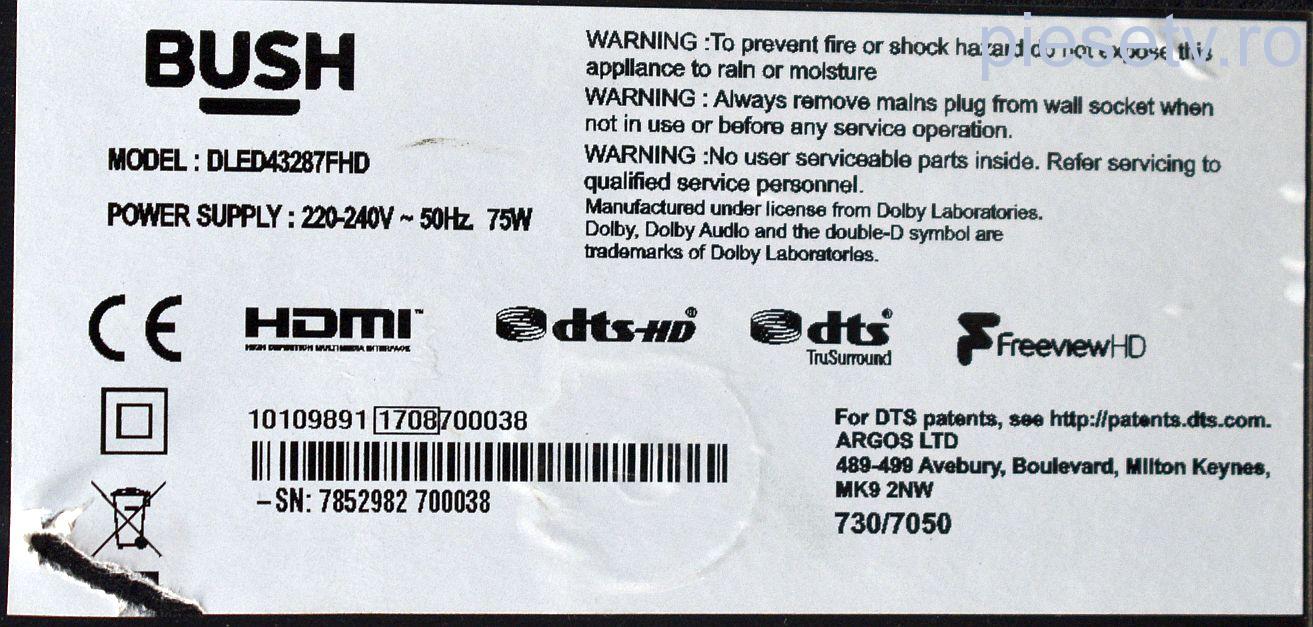 BUSH
MODEL : DLED43287FHD
POWER SUPPLY : 220-240V ~ 50Hz. 75W
WARNING :To prevent fire or shock hazard do not expose this
appliance to rain or moisture
WARNING : Always remove mains plug from wall socket when
not in use or before any service operation.
WARNING :No user serviceable parts inside. Refer servicing to
qualified service personnel.
Manufactured under license from Dolby Laboratories.
Dolby, Dolby Audio and the double-D symbol are
trademarks of Dolby Laboratories.
piesetv.ro
CE
HDMI™
HIGH DEFINITION MULTIMEDIA INTERFACE
dts-HD®
dts®
TruSurround
FreeviewHD
10109891 1708 700038
-SN: 7852982 700038
For DTS patents, see http://patents.dts.com.
ARGOS LTD
489-499 Avebury, Boulevard, Milton Keynes,
MK9 2NW
730/7050